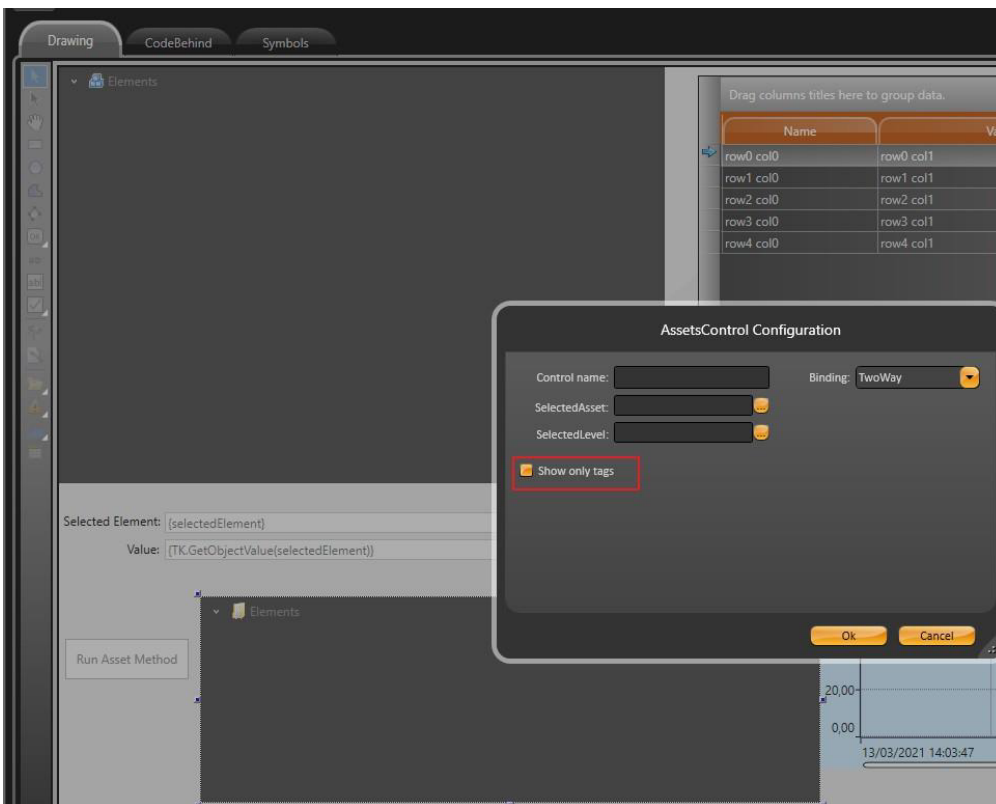 Drawing CodeBehind Symbols
Elements
Drag columns titles here to group data.
Name
row0 col0 row0 col1
row1 col0 row1 col1
row2 col0 row2 col1
row3 col0 row3 col1
row4 col0 row4 col1
AssetsControl Configuration
Control name: Binding: TwoWay
SelectedAsset: ...
SelectedLevel: ...
Show only tags
Ok Cancel
Selected Element: {selectedElement}
Value: {TK.GetObjectValue(selectedElement)}
Elements
Run Asset Method
20,00
0,00
13/03/2021 14:03:47